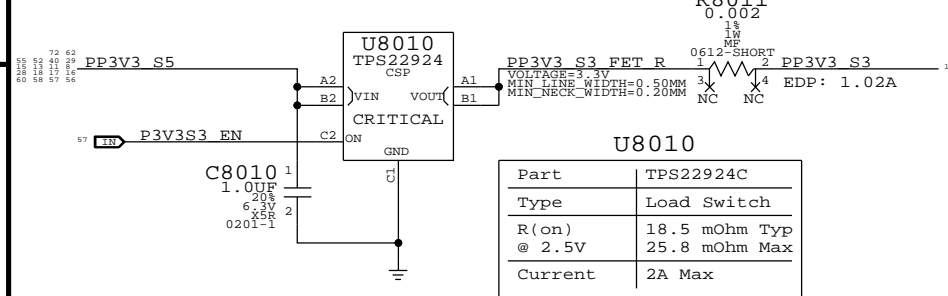 R8011
0.002
1%
1W
MF
0612-SHORT
72 62
55 52 40 29
15 13 11 8
28 18 17 16
60 58 57 56
PP3V3_S5
U8010
TPS22924
CSP
A2
B2
VIN
VOUT
A1
B1
CRITICAL
C2
ON
GND
C1
PP3V3_S3_FET_R
VOLTAGE=3.3V
MIN_LINE_WIDTH=0.50MM
MIN_NECK_WIDTH=0.20MM
1
2
3
4
NC
NC
PP3V3_S3
EDP: 1.02A
1
57
IN
P3V3S3_EN
C8010
1.0UF
20%
6.3V
X5R
0201-1
1
2
U8010
Part TPS22924C
Type Load Switch
R(on) 18.5 mOhm Typ
@ 2.5V 25.8 mOhm Max
Current 2A Max